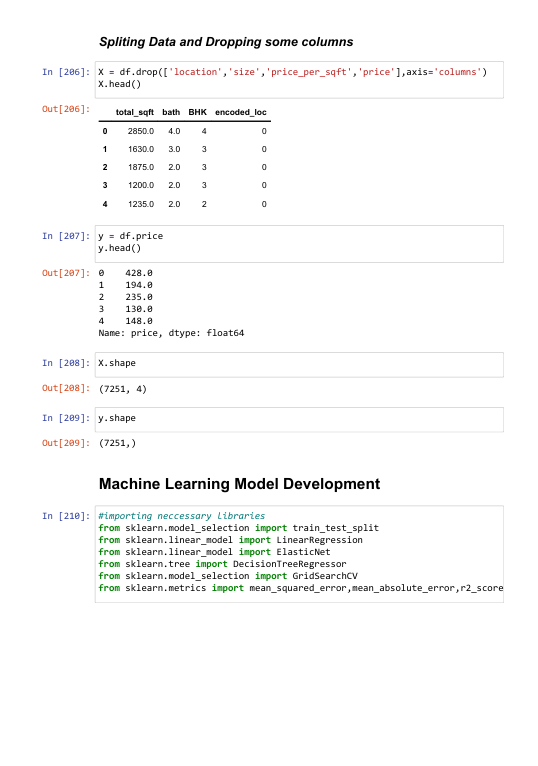 Spliting Data and Dropping some columns
In [206]: X = df.drop(['location','size','price_per_sqft','price'],axis='columns')
X.head()
Out[206]:
total_sqft bath BHK encoded_loc
0 2850.0 4.0 4 0
1 1630.0 3.0 3 0
2 1875.0 2.0 3 0
3 1200.0 2.0 3 0
4 1235.0 2.0 2 0
In [207]: y = df.price
y.head()
Out[207]: 0 428.0
1 194.0
2 235.0
3 130.0
4 148.0
Name: price, dtype: float64
In [208]: X.shape
Out[208]: (7251, 4)
In [209]: y.shape
Out[209]: (7251,)
Machine Learning Model Development
In [210]: #importing neccessary libraries
from sklearn.model_selection import train_test_split
from sklearn.linear_model import LinearRegression
from sklearn.linear_model import ElasticNet
from sklearn.tree import DecisionTreeRegressor
from sklearn.model_selection import GridSearchCV
from sklearn.metrics import mean_squared_error,mean_absolute_error,r2_score